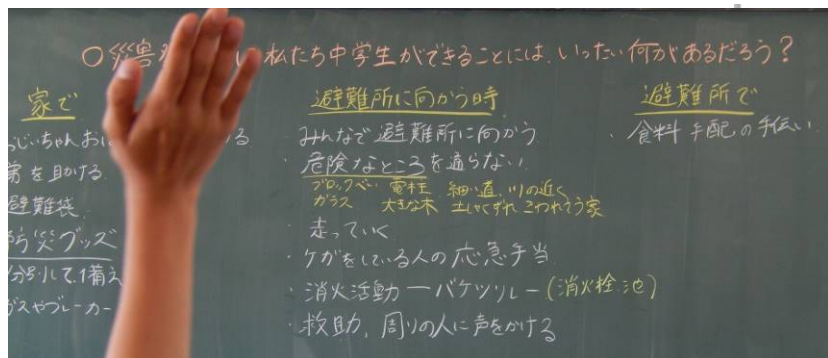 〇災害 私たち中学生ができることには、いったい何があるだろう？
家で
じいちゃんお る
弟を助ける
避難袋
防災グッズ
分け1して、備え
ガスやブレーカー
避難所に向かう時
みんなで避難所に向かう
・危険なところを通らない
ブロックべい 電柱 細い道 川の近く
ガラス 大きな木 土しゃくずれ こわれてう家
・走っていく
・ケガをしている人の応急手当
・消火活動ーバケツリレー(消火栓.池)
・救助、周りの人に声をかける
避難所で
・食料手配の手伝い